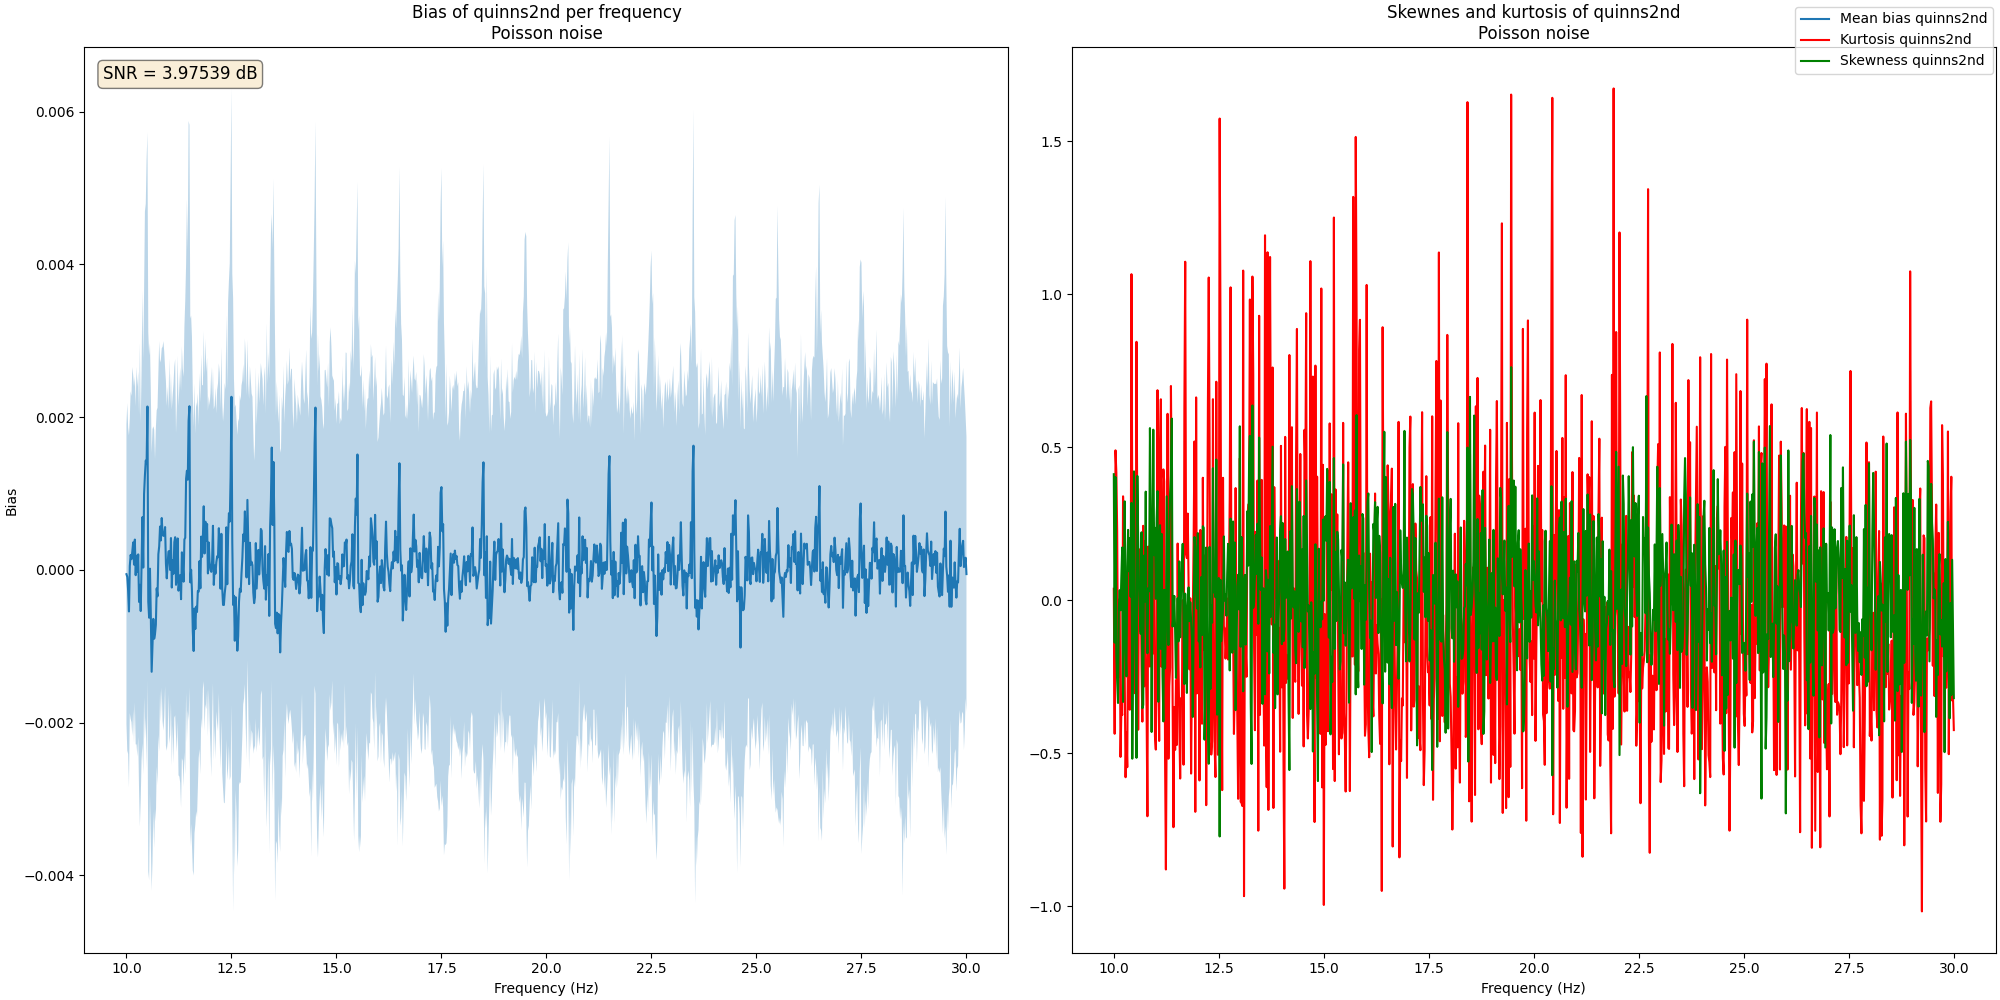 Bias of quinns2nd per frequency
Poisson noise
SNR = 3.97539 dB
0.006
0.004
0.002
0.000
−0.002
−0.004
Bias
10.0 12.5 15.0 17.5 20.0 22.5 25.0 27.5 30.0
Frequency (Hz)
Skewnes and kurtosis of quinns2nd
Poisson noise
Mean bias quinns2nd
Kurtosis quinns2nd
Skewness quinns2nd
1.5
1.0
0.5
0.0
−0.5
−1.0
10.0 12.5 15.0 17.5 20.0 22.5 25.0 27.5 30.0
Frequency (Hz)